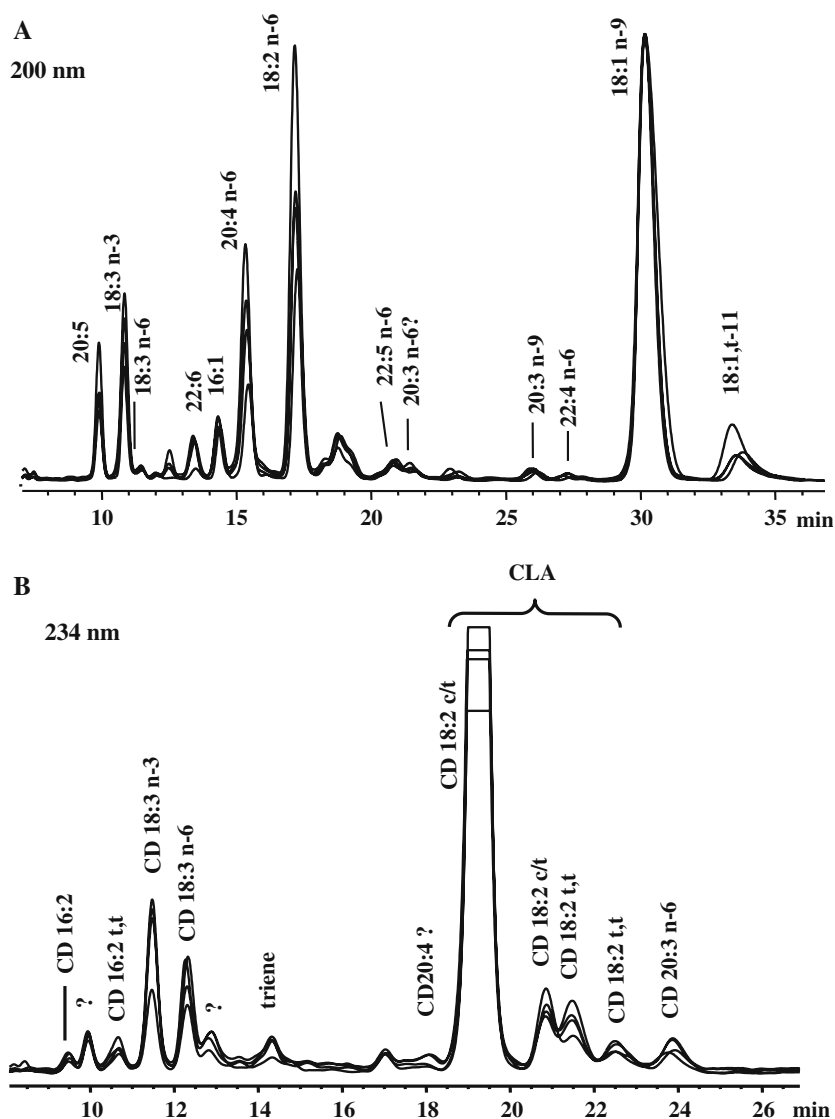 A
200 nm
20:5
18:3 n-3
18:3 n-6
22:6
16:1
20:4 n-6
18:2 n-6
22:5 n-6
20:3 n-6?
20:3 n-9
22:4 n-6
18:1 n-9
18:1,t-11
10 15 20 25 30 35 min
B
234 nm
CLA
CD 16:2
?
CD 16:2 t,t
CD 18:3 n-3
CD 18:3 n-6
?
triene
CD20:4 ?
CD 18:2 c/t
CD 18:2 c/t
CD 18:2 t,t
CD 18:2 t,t
CD 20:3 n-6
10 12 14 16 18 20 22 24 26 min